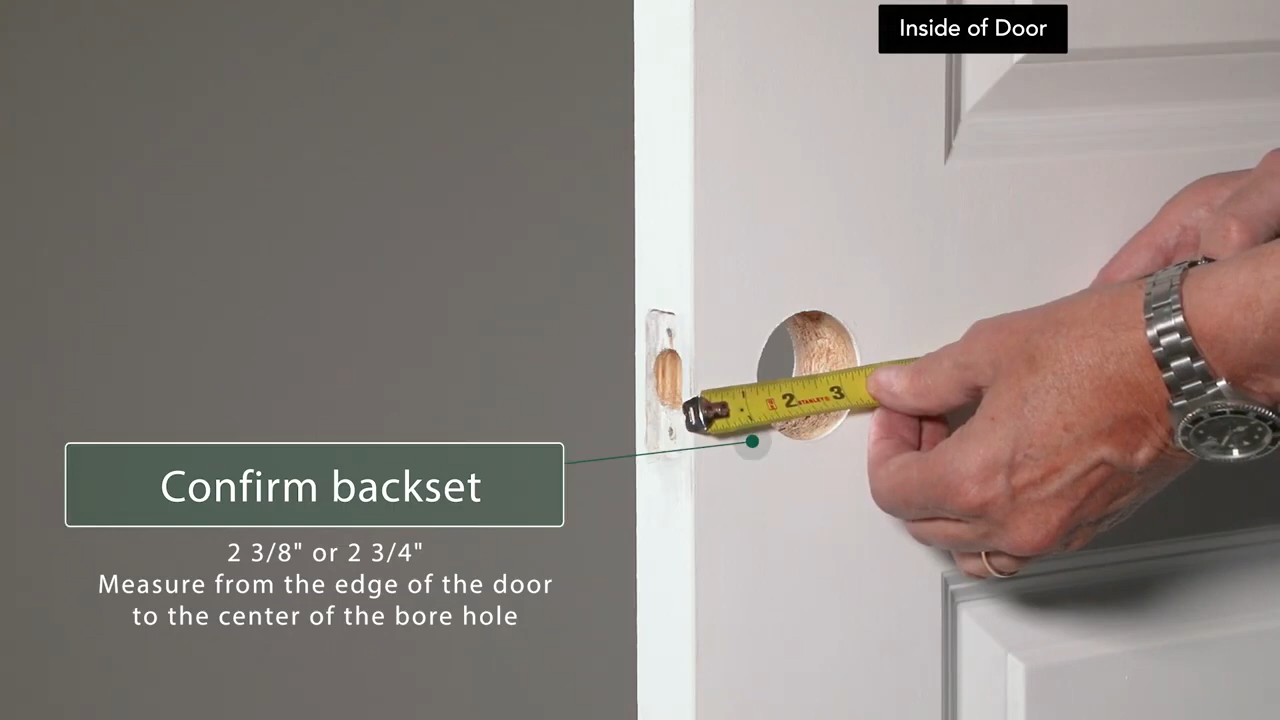 Inside of Door
2 STANLEY® 3
Confirm backset
2 3/8" or 2 3/4"
Measure from the edge of the door
to the center of the bore hole